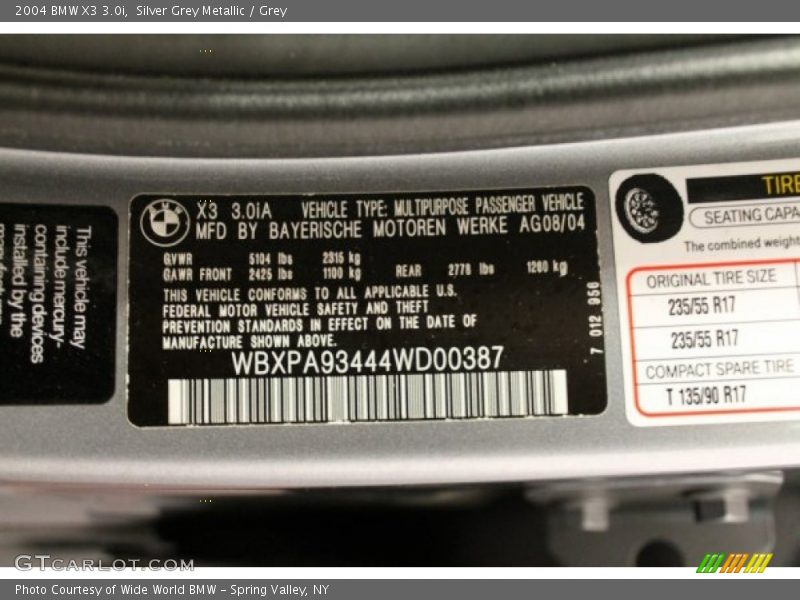 2004 BMW X3 3.0i,  Silver Grey Metallic / Grey
This vehicle may
include mercury-
containing devices
installed by the
X3 3.0iA VEHICLE TYPE: MULTIPURPOSE PASSENGER VEHICLE
MFD BY BAYERISCHE MOTOREN WERKE AG08/04
GVWR 5104 lbs 2315 kg
GAWR FRONT 2425 lbs 1100 kg REAR 2778 lbs 1260 kg
THIS VEHICLE CONFORMS TO ALL APPLICABLE U.S.
FEDERAL MOTOR VEHICLE SAFETY AND THEFT
PREVENTION STANDARDS IN EFFECT ON THE DATE OF
MANUFACTURE SHOWN ABOVE.
WBXPA93444WD00387
7 012 950
TIRE
SEATING CAPA
The combined weight
ORIGINAL TIRE SIZE
235/55 R17
235/55 R17
COMPACT SPARE TIRE
T 135/90 R17
GTCarLot.com
Photo Courtesy of Wide World BMW - Spring Valley, NY